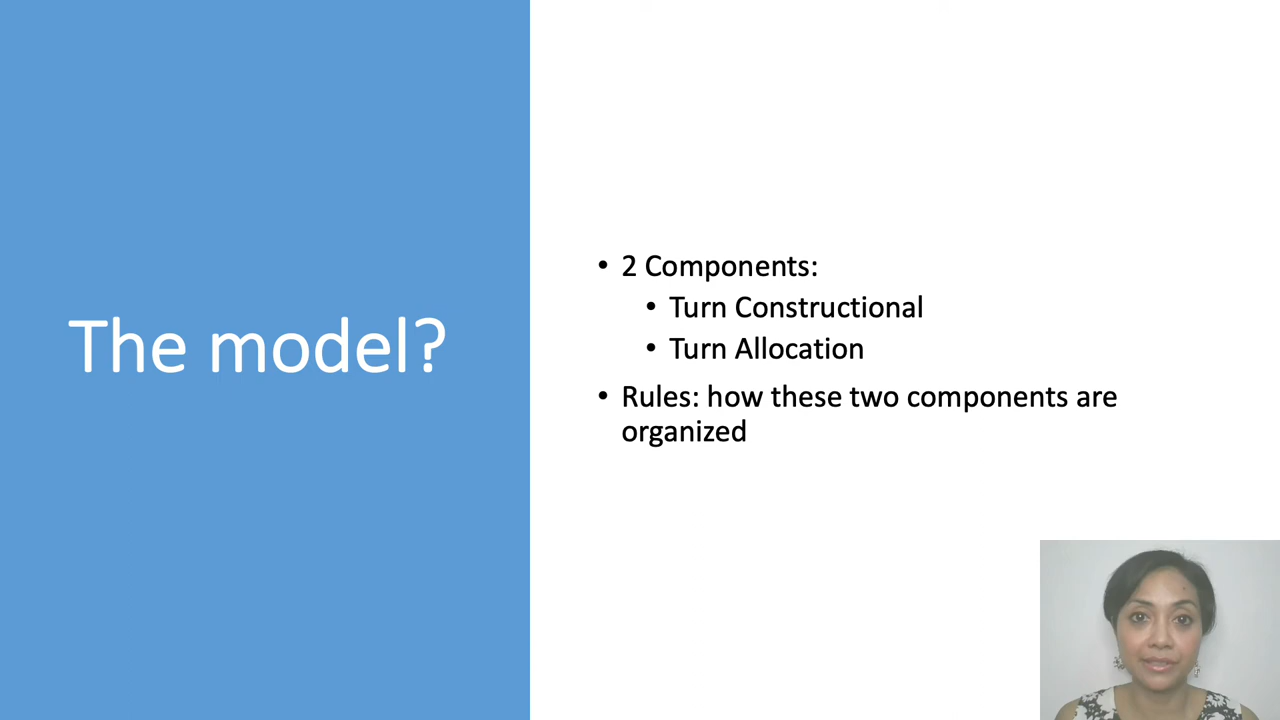 The model?
• 2 Components:
• Turn Constructional
• Turn Allocation
• Rules: how these two components are
organized